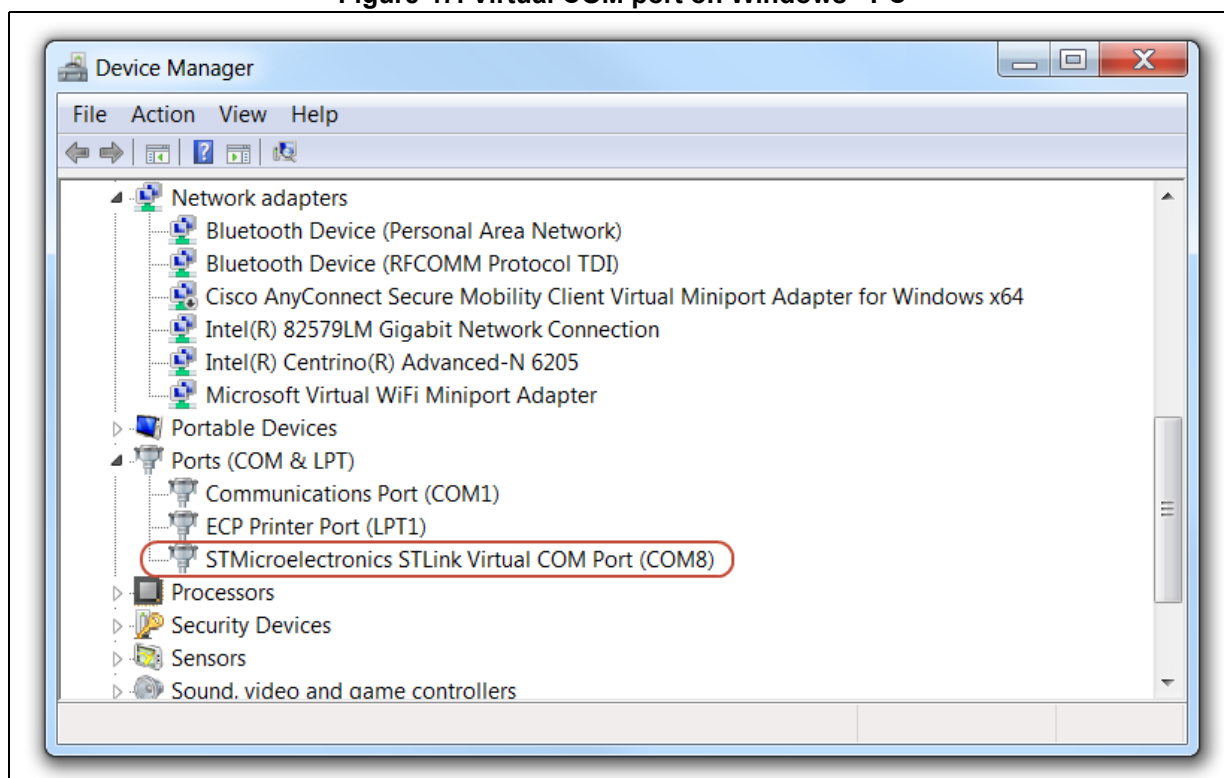 Device Manager
File Action View Help
Network adapters
Bluetooth Device (Personal Area Network)
Bluetooth Device (RFCOMM Protocol TDI)
Cisco AnyConnect Secure Mobility Client Virtual Miniport Adapter for Windows x64
Intel(R) 82579LM Gigabit Network Connection
Intel(R) Centrino(R) Advanced-N 6205
Microsoft Virtual WiFi Miniport Adapter
Portable Devices
Ports (COM & LPT)
Communications Port (COM1)
ECP Printer Port (LPT1)
STMicroelectronics STLink Virtual COM Port (COM8)
Processors
Security Devices
Sensors
Sound, video and game controllers